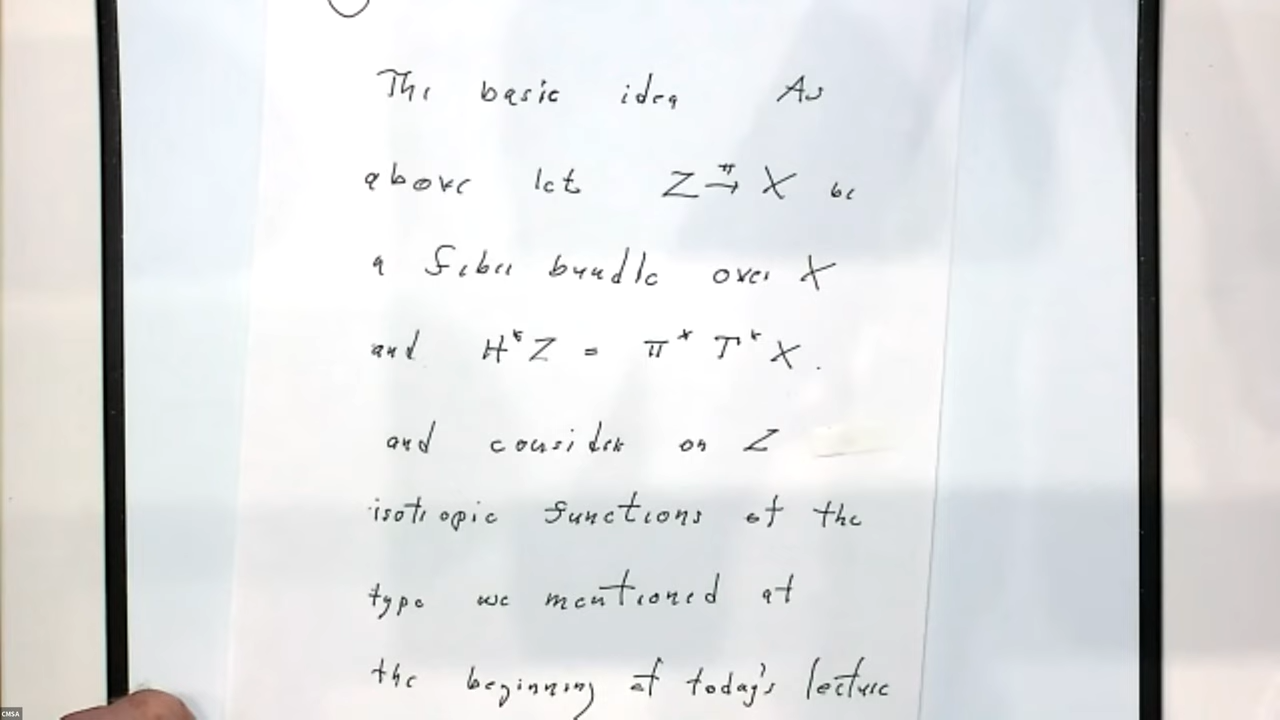 The basic idea As
above let Z →π X be
a fiber bundle over X
and H*Z = π* T* X.
and consider on Z
isotropic functions of the
type we mentioned at
the beginning of today's lecture
CMSA